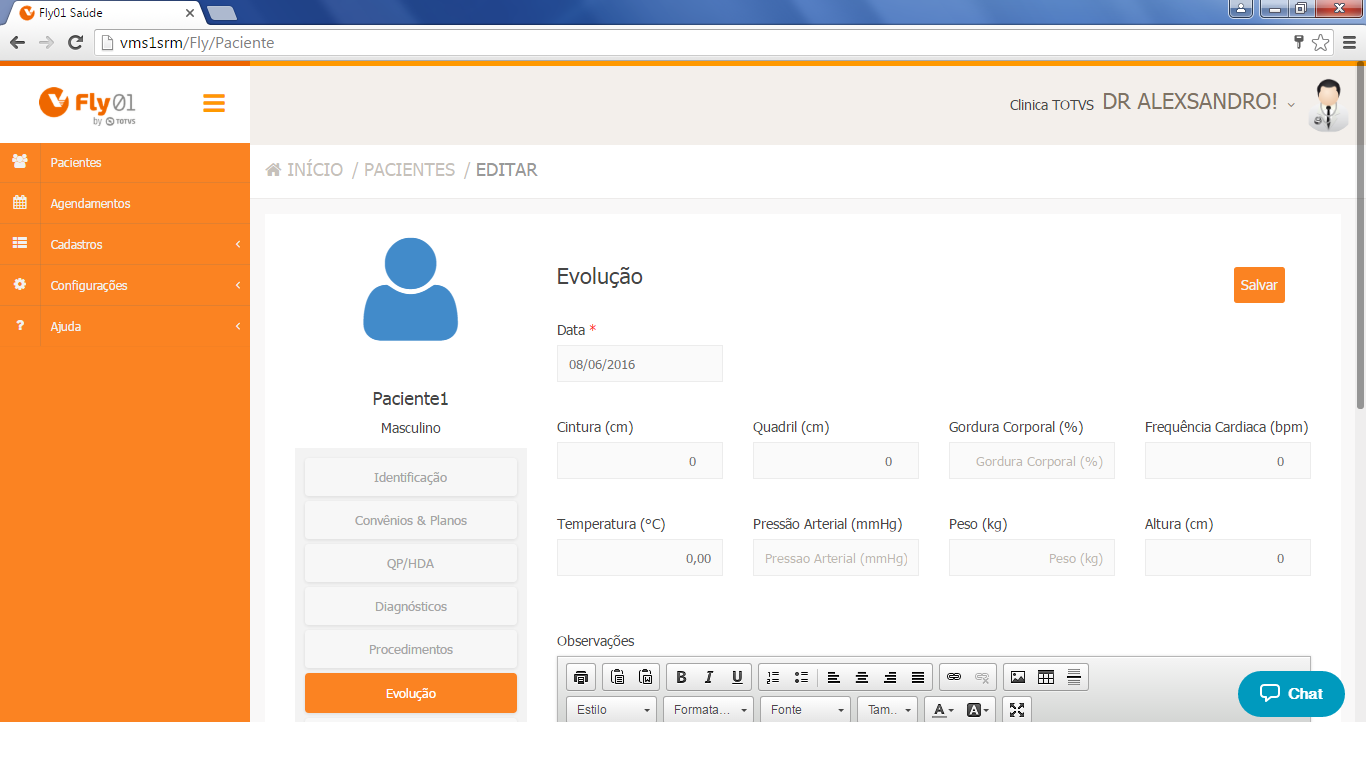 Fly01 Saúde
vms1srm/Fly/Paciente
Fly01
by TOTVS
Clinica TOTVS DR ALEXSANDRO!
Pacientes
Agendamentos
Cadastros
Configurações
Ajuda
INÍCIO / PACIENTES / EDITAR
Paciente1
Masculino
Identificação
Convênios & Planos
QP/HDA
Diagnósticos
Procedimentos
Evolução
Evolução
Salvar
Data *
08/06/2016
Cintura (cm) Quadril (cm) Gordura Corporal (%) Frequência Cardiaca (bpm)
0 0 Gordura Corporal (%) 0
Temperatura (ºC) Pressão Arterial (mmHg) Peso (kg) Altura (cm)
0,00 Pressao Arterial (mmHg) Peso (kg) 0
Observações
B I U
Estilo Formata... Fonte Tam... A A
Chat